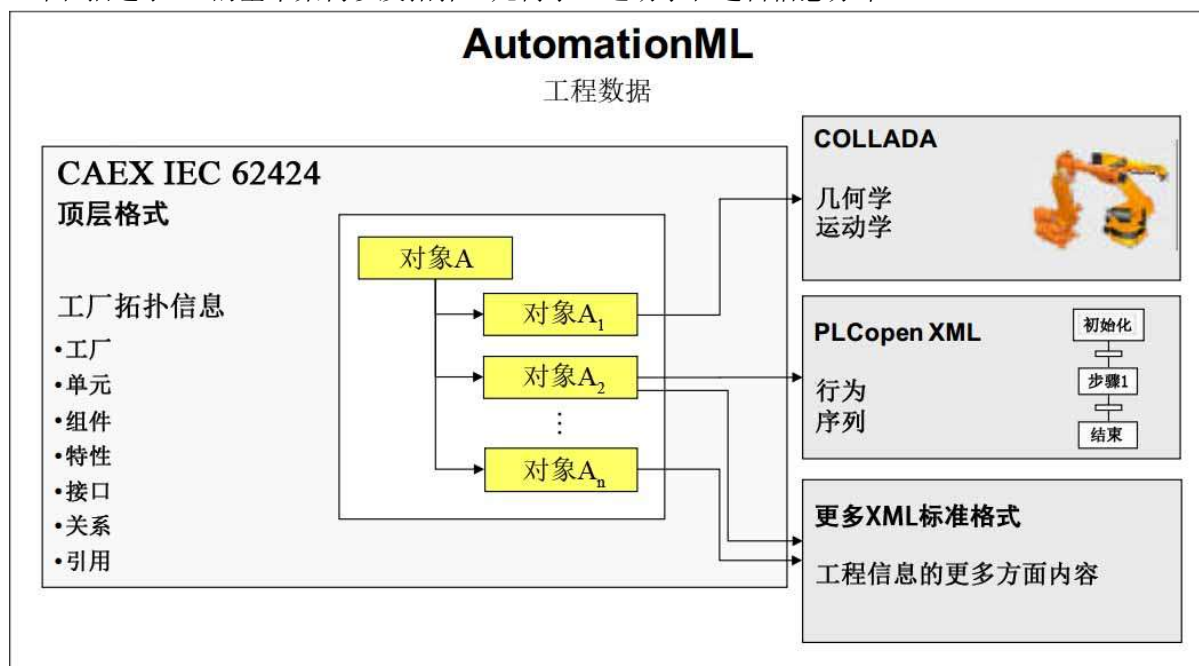 AutomationML
工程数据
CAEX IEC 62424
顶层格式
工厂拓扑信息
•工厂
•单元
•组件
•特性
•接口
•关系
•引用
对象A
对象A1
对象A2
⋮
对象An
COLLADA
几何学
运动学
PLCopen XML
行为
序列
初始化
步骤1
结束
更多XML标准格式
工程信息的更多方面内容